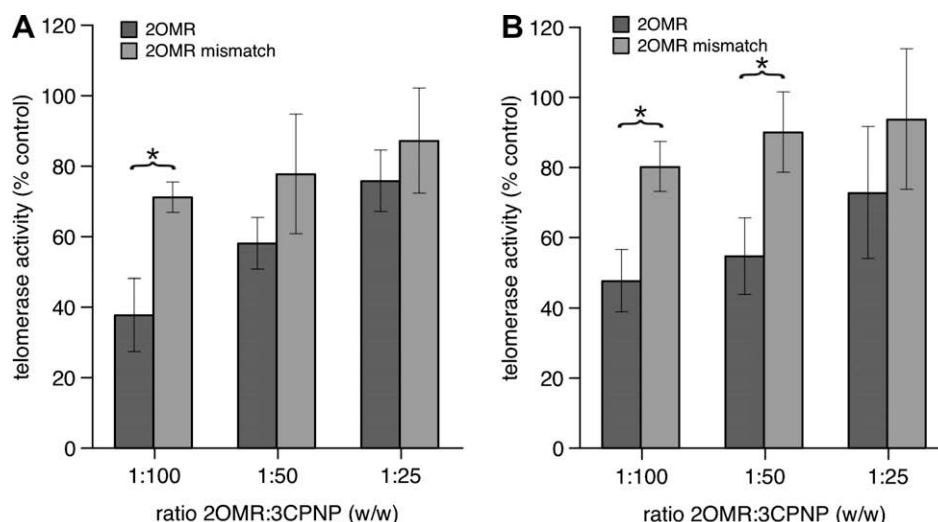 A
telomerase activity (% control)
120
100
80
60
40
20
0
2OMR
2OMR mismatch
*
1:100 1:50 1:25
ratio 2OMR:3CPNP (w/w)
B
telomerase activity (% control)
120
100
80
60
40
20
0
2OMR
2OMR mismatch
*
*
1:100 1:50 1:25
ratio 2OMR:3CPNP (w/w)